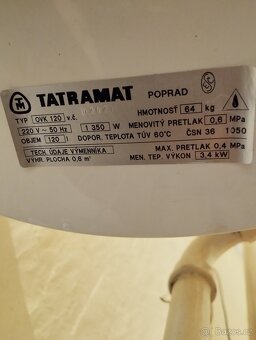 TATRAMAT POPRAD
TYP OVK 120 v.č. HMOTNOSŤ 64 kg
220 V ~ 50 Hz 1 350 W MENOVITÝ PRETLAK 0,6 MPa
OBJEM 120 l DOPOR. TEPLOTA TÚV 60°C ČSN 36 1050
TECH. ÚDAJE VÝMENNÍKA MAX. PRETLAK 0,4 MPa
VÝHR. PLOCHA 0,6 m² MEN. TEP. VÝKON 3,4 kW